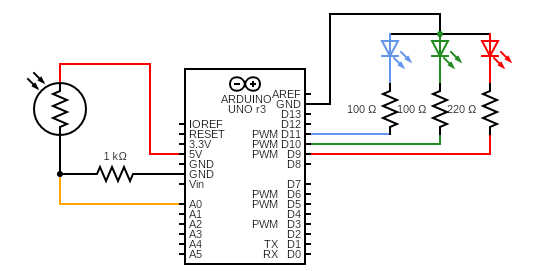 AREF
ARDUINO
UNO r3
GND
D13
D12
IOREF
RESET
PWM D11
3.3V
PWM D10
5V
PWM D9
GND
D8
GND
Vin
D7
PWM D6
A0
PWM D5
A1
D4
A2
PWM D3
A3
D2
A4
TX D1
A5
RX D0
1 kΩ
100 Ω
100 Ω
220 Ω